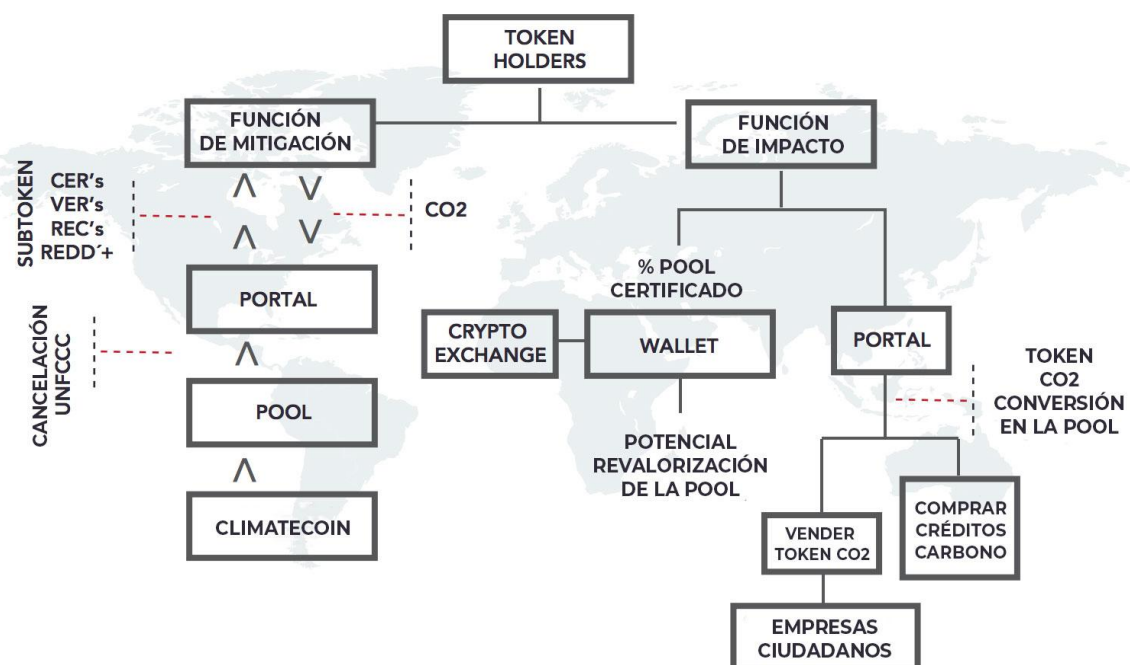 TOKEN
HOLDERS
FUNCIÓN
DE MITIGACIÓN
FUNCIÓN
DE IMPACTO
SUBTOKEN
CER's
VER's
REC's
REDD´+
CO2
% POOL
CERTIFICADO
PORTAL
CRYPTO
EXCHANGE
WALLET
PORTAL
CANCELACIÓN
UNFCCC
TOKEN
CO2
CONVERSIÓN
EN LA POOL
POOL
POTENCIAL
REVALORIZACIÓN
DE LA POOL
CLIMATECOIN
VENDER
TOKEN CO2
COMPRAR
CRÉDITOS
CARBONO
EMPRESAS
CIUDADANOS